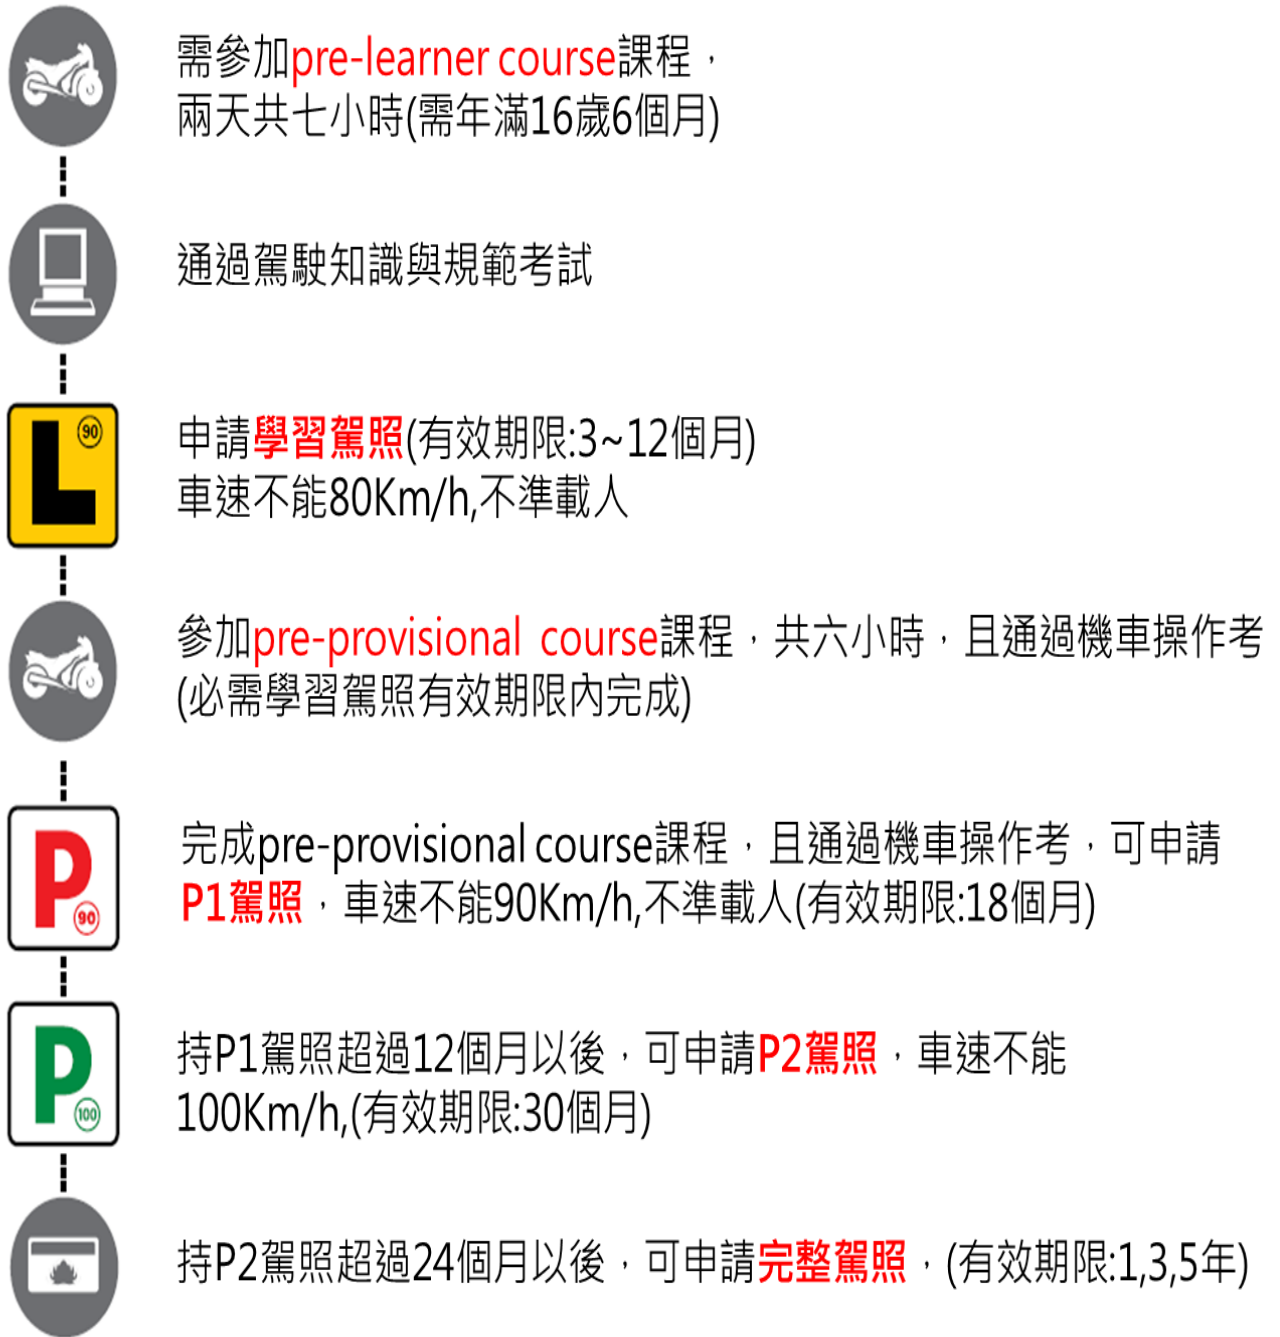 需參加pre-learner course課程，
兩天共七小時(需年滿16歲6個月)
通過駕駛知識與規範考試
L 90
申請學習駕照(有效期限:3~12個月)
車速不能80Km/h,不準載人
參加pre-provisional course課程，共六小時，且通過機車操作考
(必需學習駕照有效期限內完成)
P 90
完成pre-provisional course課程，且通過機車操作考，可申請
P1駕照，車速不能90Km/h,不準載人(有效期限:18個月)
P 100
持P1駕照超過12個月以後，可申請P2駕照，車速不能
100Km/h,(有效期限:30個月)
持P2駕照超過24個月以後，可申請完整駕照，(有效期限:1,3,5年)